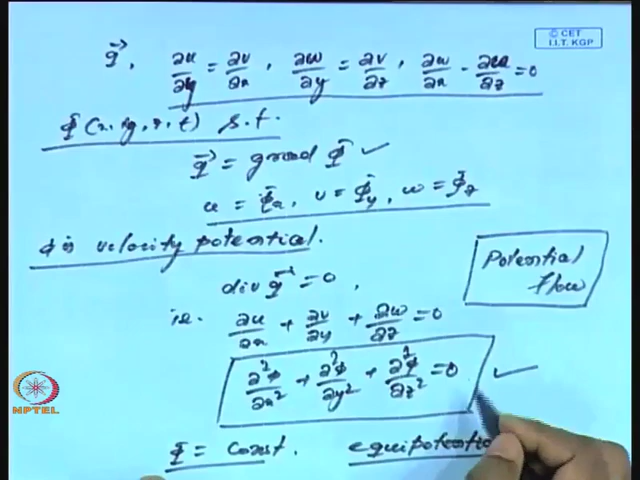 © CET
I.I.T. KGP
q⃗, ∂u/∂y = ∂v/∂x, ∂w/∂y = ∂v/∂z, ∂w/∂x - ∂u/∂z = 0
Φ(x, y, z, t) s.t.
q⃗ = grad Φ ✓
u = Φx, v = Φy, w = Φz
ϕ is velocity potential.
div q⃗ = 0,
Potential
flow
i.e. ∂u/∂x + ∂v/∂y + ∂w/∂z = 0
∂²ϕ/∂x² + ∂²ϕ/∂y² + ∂²ϕ/∂z² = 0 ✓
NPTEL
Φ = Const. equipotentia